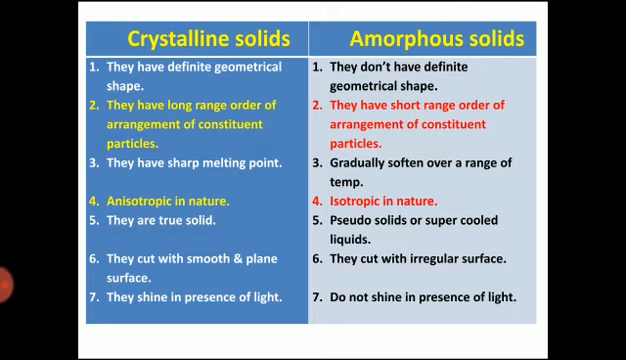 Crystalline solids
1. They have definite geometrical
shape.
2. They have long range order of
arrangement of constituent
particles.
3. They have sharp melting point.
4. Anisotropic in nature.
5. They are true solid.
6. They cut with smooth & plane
surface.
7. They shine in presence of light.
Amorphous solids
1. They don't have definite
geometrical shape.
2. They have short range order of
arrangement of constituent
particles.
3. Gradually soften over a range of
temp.
4. Isotropic in nature.
5. Pseudo solids or super cooled
liquids.
6. They cut with irregular surface.
7. Do not shine in presence of light.